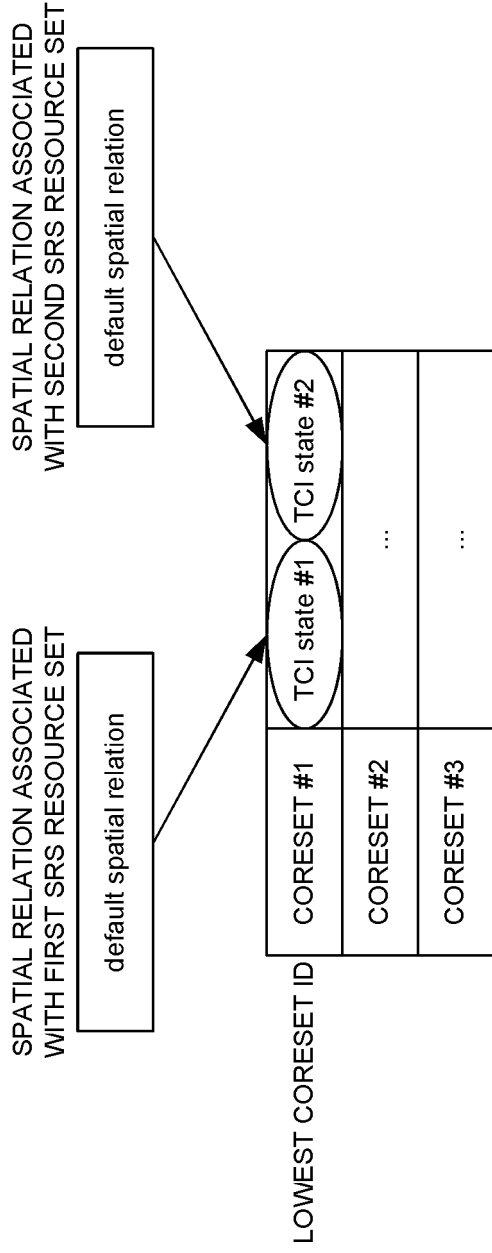 SPATIAL RELATION ASSOCIATED
WITH FIRST SRS RESOURCE SET
default spatial relation
SPATIAL RELATION ASSOCIATED
WITH SECOND SRS RESOURCE SET
default spatial relation
LOWEST CORESET ID
CORESET #1
TCI state #1
TCI state #2
CORESET #2
...
CORESET #3
...